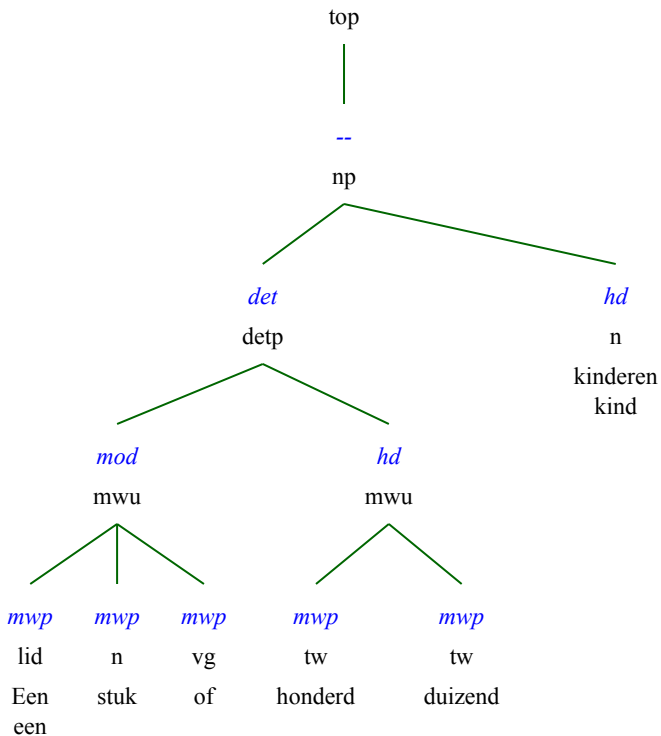 top
--
np
det hd
detp n
kinderen
kind
mod hd
mwu mwu
mwp mwp mwp mwp mwp
lid n vg tw tw
Een stuk of honderd duizend
een